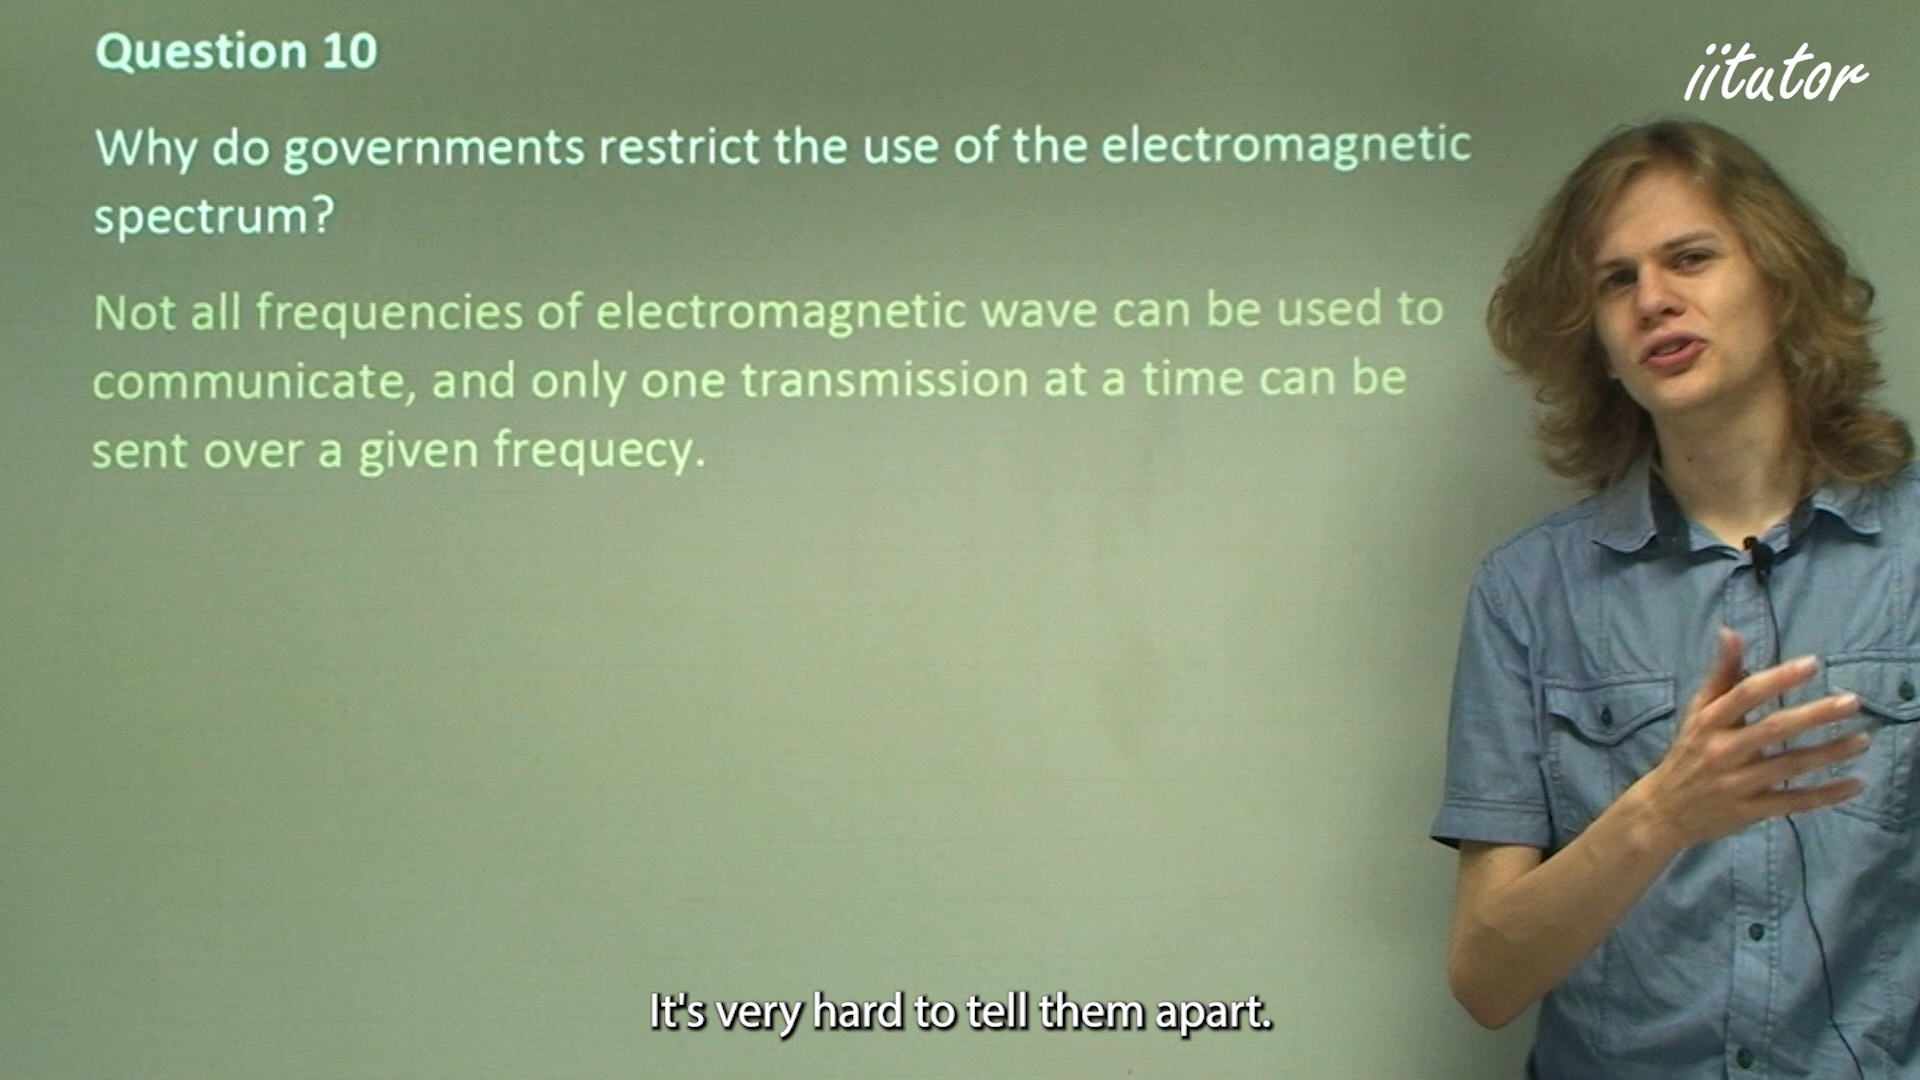 Question 10
iitutor
Why do governments restrict the use of the electromagnetic
spectrum?
Not all frequencies of electromagnetic wave can be used to
communicate, and only one transmission at a time can be
sent over a given frequecy.
It's very hard to tell them apart.